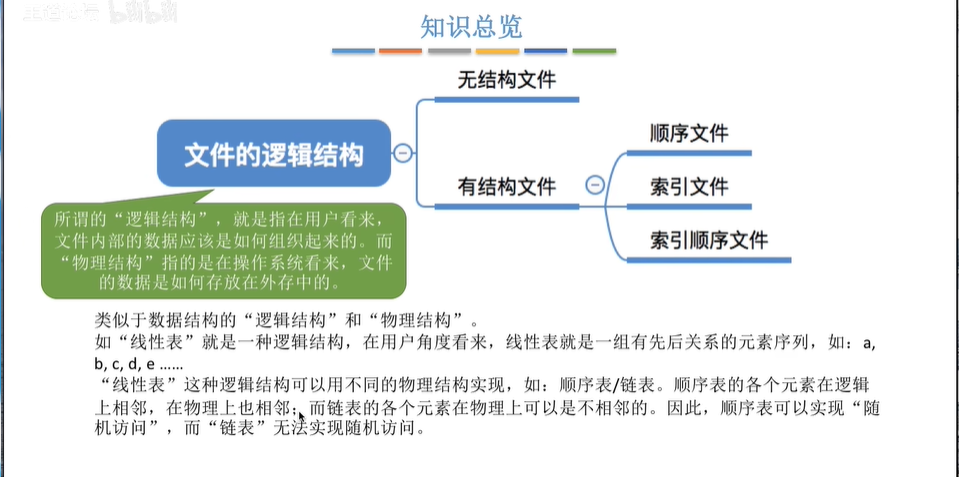 bilibili
知识总览
无结构文件
文件的逻辑结构
有结构文件
顺序文件
索引文件
索引顺序文件
所谓的“逻辑结构”，就是指在用户看来，
文件内部的数据应该是如何组织起来的。而
“物理结构”指的是在操作系统看来，文件
的数据是如何存放在外存中的。
类似于数据结构的“逻辑结构”和“物理结构”。
如“线性表”就是一种逻辑结构，在用户角度看来，线性表就是一组有先后关系的元素序列，如：a,
b, c, d, e ……
“线性表”这种逻辑结构可以用不同的物理结构实现，如：顺序表/链表。顺序表的各个元素在逻辑
上相邻，在物理上也相邻；而链表的各个元素在物理上可以是不相邻的。因此，顺序表可以实现“随
机访问”，而“链表”无法实现随机访问。